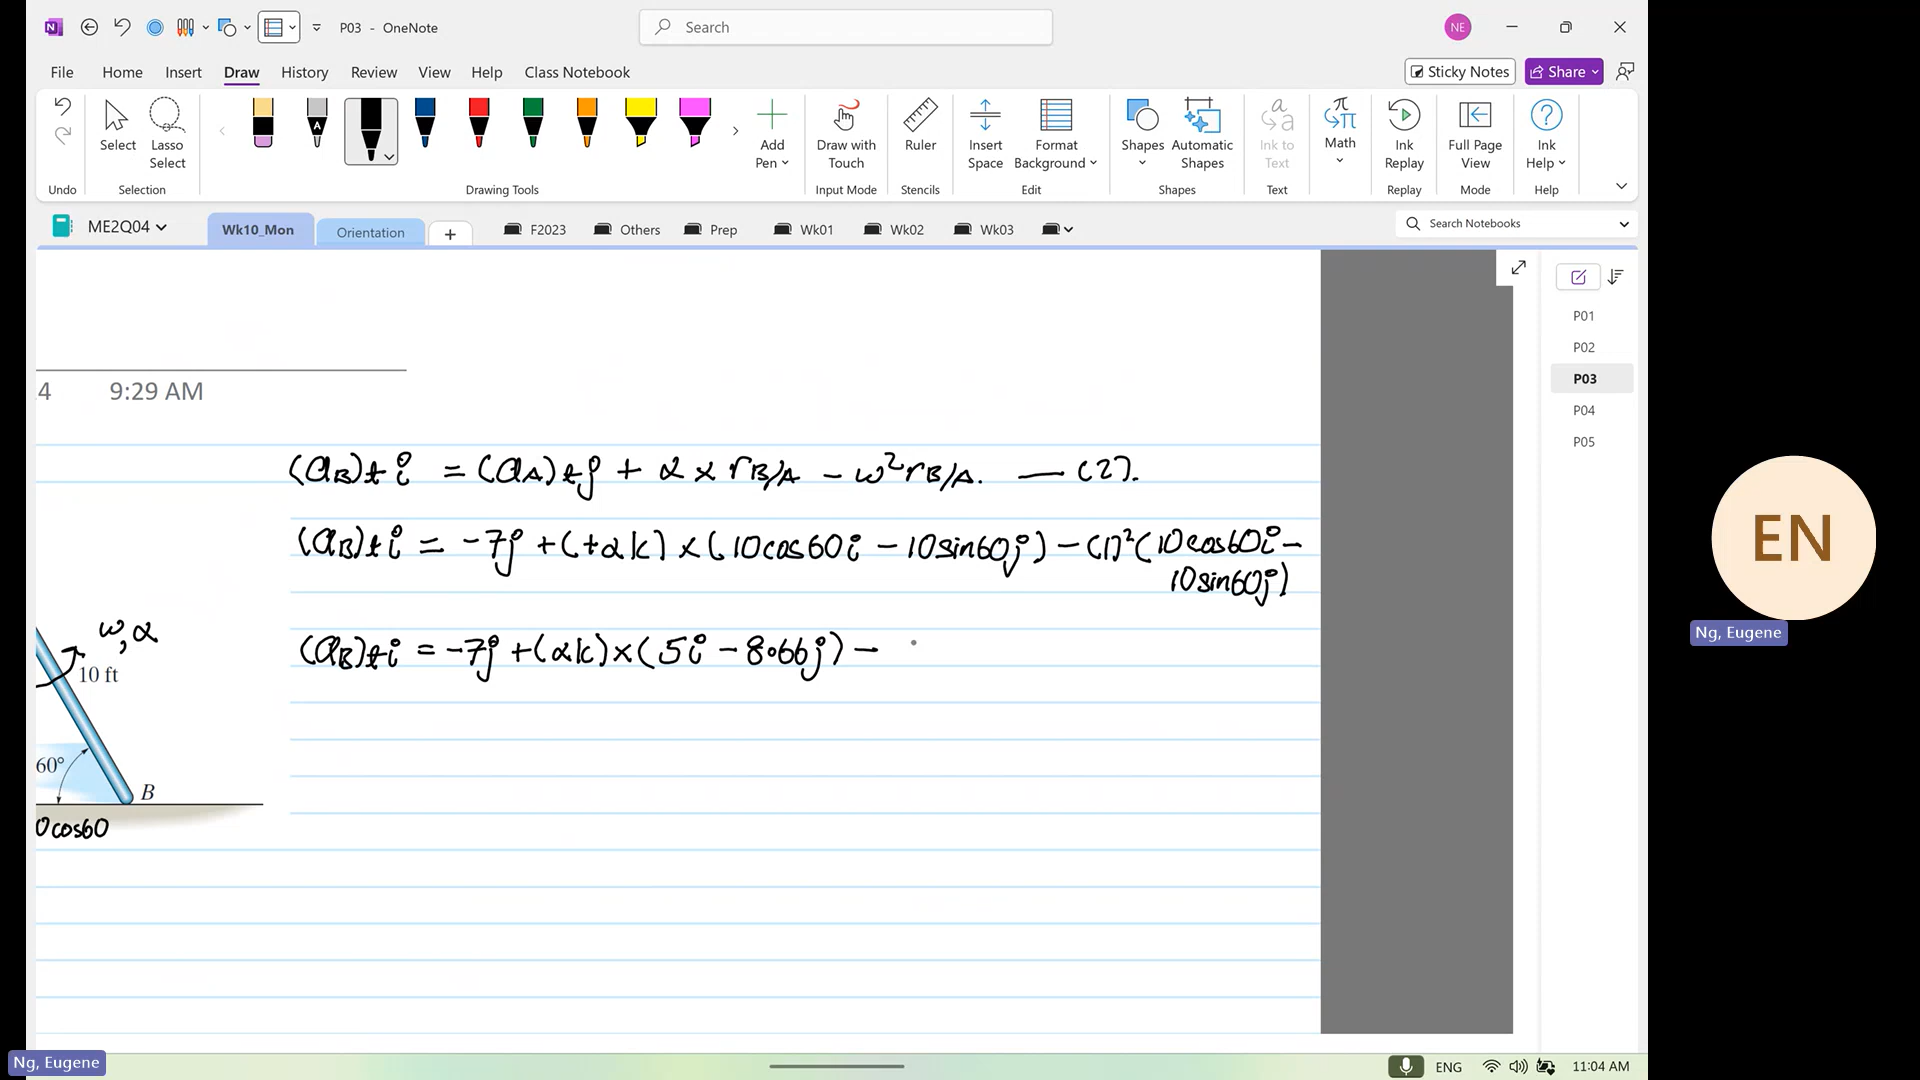 P03 - OneNote
Search
NE
File Home Insert Draw History Review View Help Class Notebook
Sticky Notes
Share
Undo
Select
Lasso Select
Selection
A
Drawing Tools
Add Pen
Draw with Touch
Input Mode
Ruler
Stencils
Insert Space
Format Background
Edit
Shapes
Automatic Shapes
Shapes
Ink to Text
Text
Math
Ink Replay
Replay
Full Page View
Mode
Ink Help
Help
ME2Q04
Wk10_Mon
Orientation
+
F2023
Others
Prep
Wk01
Wk02
Wk03
Search Notebooks
P01
P02
P03
P04
P05
4 9:29 AM
(aB)t i = (aA)t j + α × rB/A - ω²rB/A. — (2).
(aB)t i = -7j + (+αk) × (10cos60i - 10sin60j) - (1)²(10cos60i -
10sin60j)
(aB)t i = -7j + (αk) × (5i - 8.66j) -
ω, α
10 ft
60°
B
0cos60
EN
Ng, Eugene
Ng, Eugene
ENG
11:04 AM